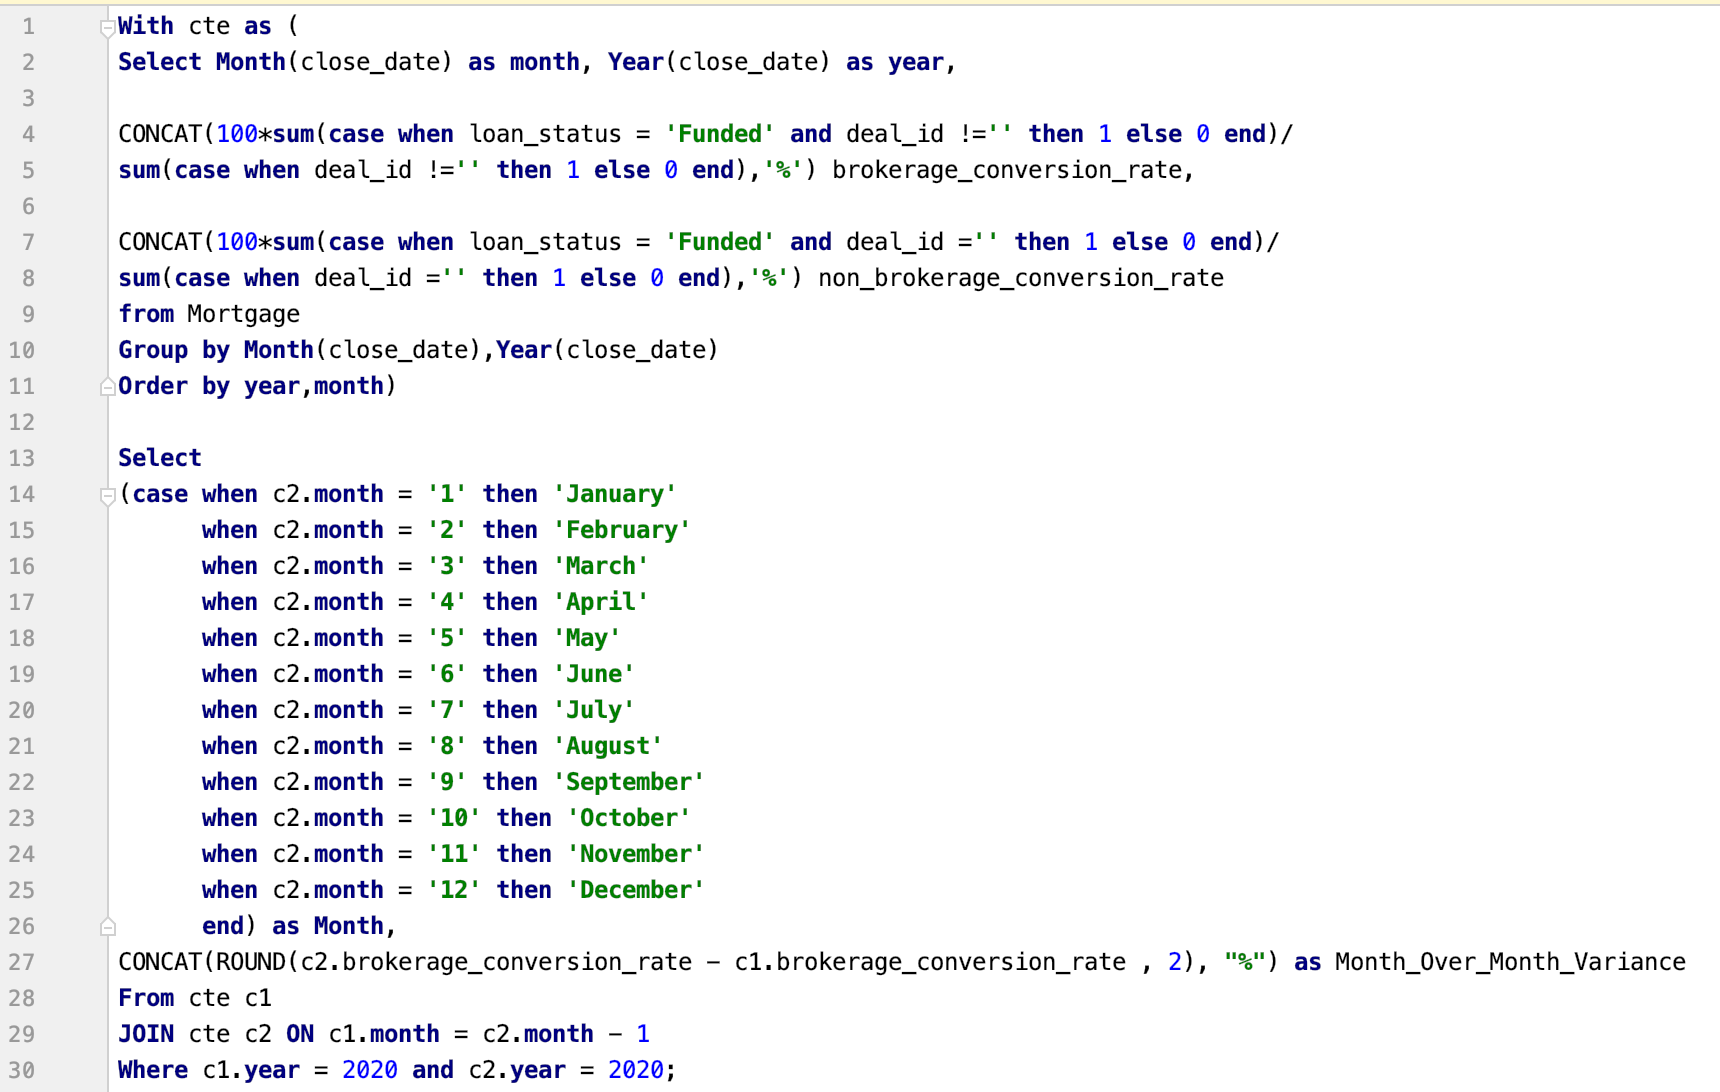 1 With cte as (
2 Select Month(close_date) as month, Year(close_date) as year,
3
4 CONCAT(100*sum(case when loan_status = 'Funded' and deal_id !='' then 1 else 0 end)/
5 sum(case when deal_id !='' then 1 else 0 end),'%') brokerage_conversion_rate,
6
7 CONCAT(100*sum(case when loan_status = 'Funded' and deal_id ='' then 1 else 0 end)/
8 sum(case when deal_id ='' then 1 else 0 end),'%') non_brokerage_conversion_rate
9 from Mortgage
10 Group by Month(close_date),Year(close_date)
11 Order by year,month)
12
13 Select
14 (case when c2.month = '1' then 'January'
15 when c2.month = '2' then 'February'
16 when c2.month = '3' then 'March'
17 when c2.month = '4' then 'April'
18 when c2.month = '5' then 'May'
19 when c2.month = '6' then 'June'
20 when c2.month = '7' then 'July'
21 when c2.month = '8' then 'August'
22 when c2.month = '9' then 'September'
23 when c2.month = '10' then 'October'
24 when c2.month = '11' then 'November'
25 when c2.month = '12' then 'December'
26 end) as Month,
27 CONCAT(ROUND(c2.brokerage_conversion_rate - c1.brokerage_conversion_rate , 2), "%") as Month_Over_Month_Variance
28 From cte c1
29 JOIN cte c2 ON c1.month = c2.month - 1
30 Where c1.year = 2020 and c2.year = 2020;